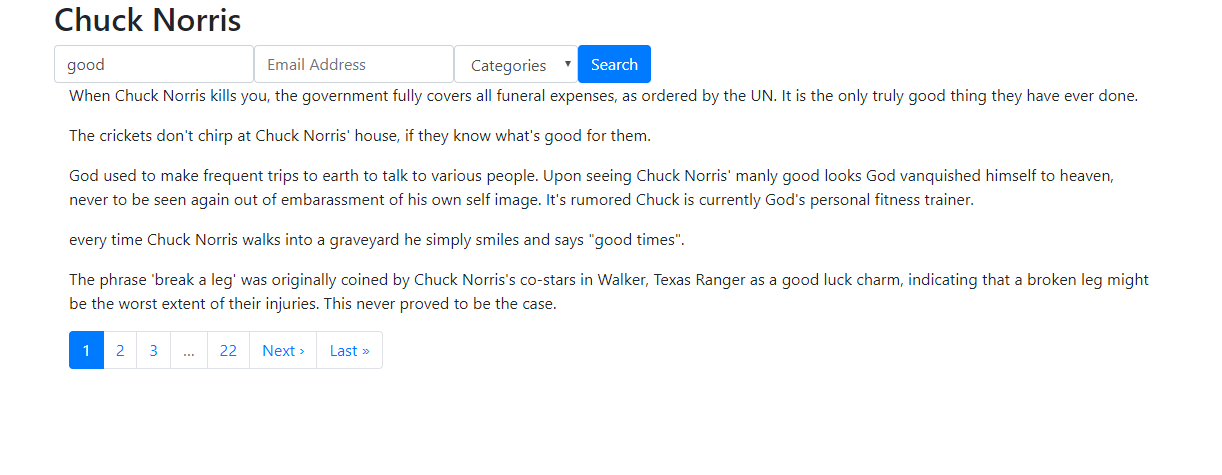 Chuck Norris
good Email Address Categories Search
When Chuck Norris kills you, the government fully covers all funeral expenses, as ordered by the UN. It is the only truly good thing they have ever done.
The crickets don't chirp at Chuck Norris' house, if they know what's good for them.
God used to make frequent trips to earth to talk to various people. Upon seeing Chuck Norris' manly good looks God vanquished himself to heaven,
never to be seen again out of embarassment of his own self image. It's rumored Chuck is currently God's personal fitness trainer.
every time Chuck Norris walks into a graveyard he simply smiles and says "good times".
The phrase 'break a leg' was originally coined by Chuck Norris's co-stars in Walker, Texas Ranger as a good luck charm, indicating that a broken leg might
be the worst extent of their injuries. This never proved to be the case.
1 2 3 ... 22 Next › Last »